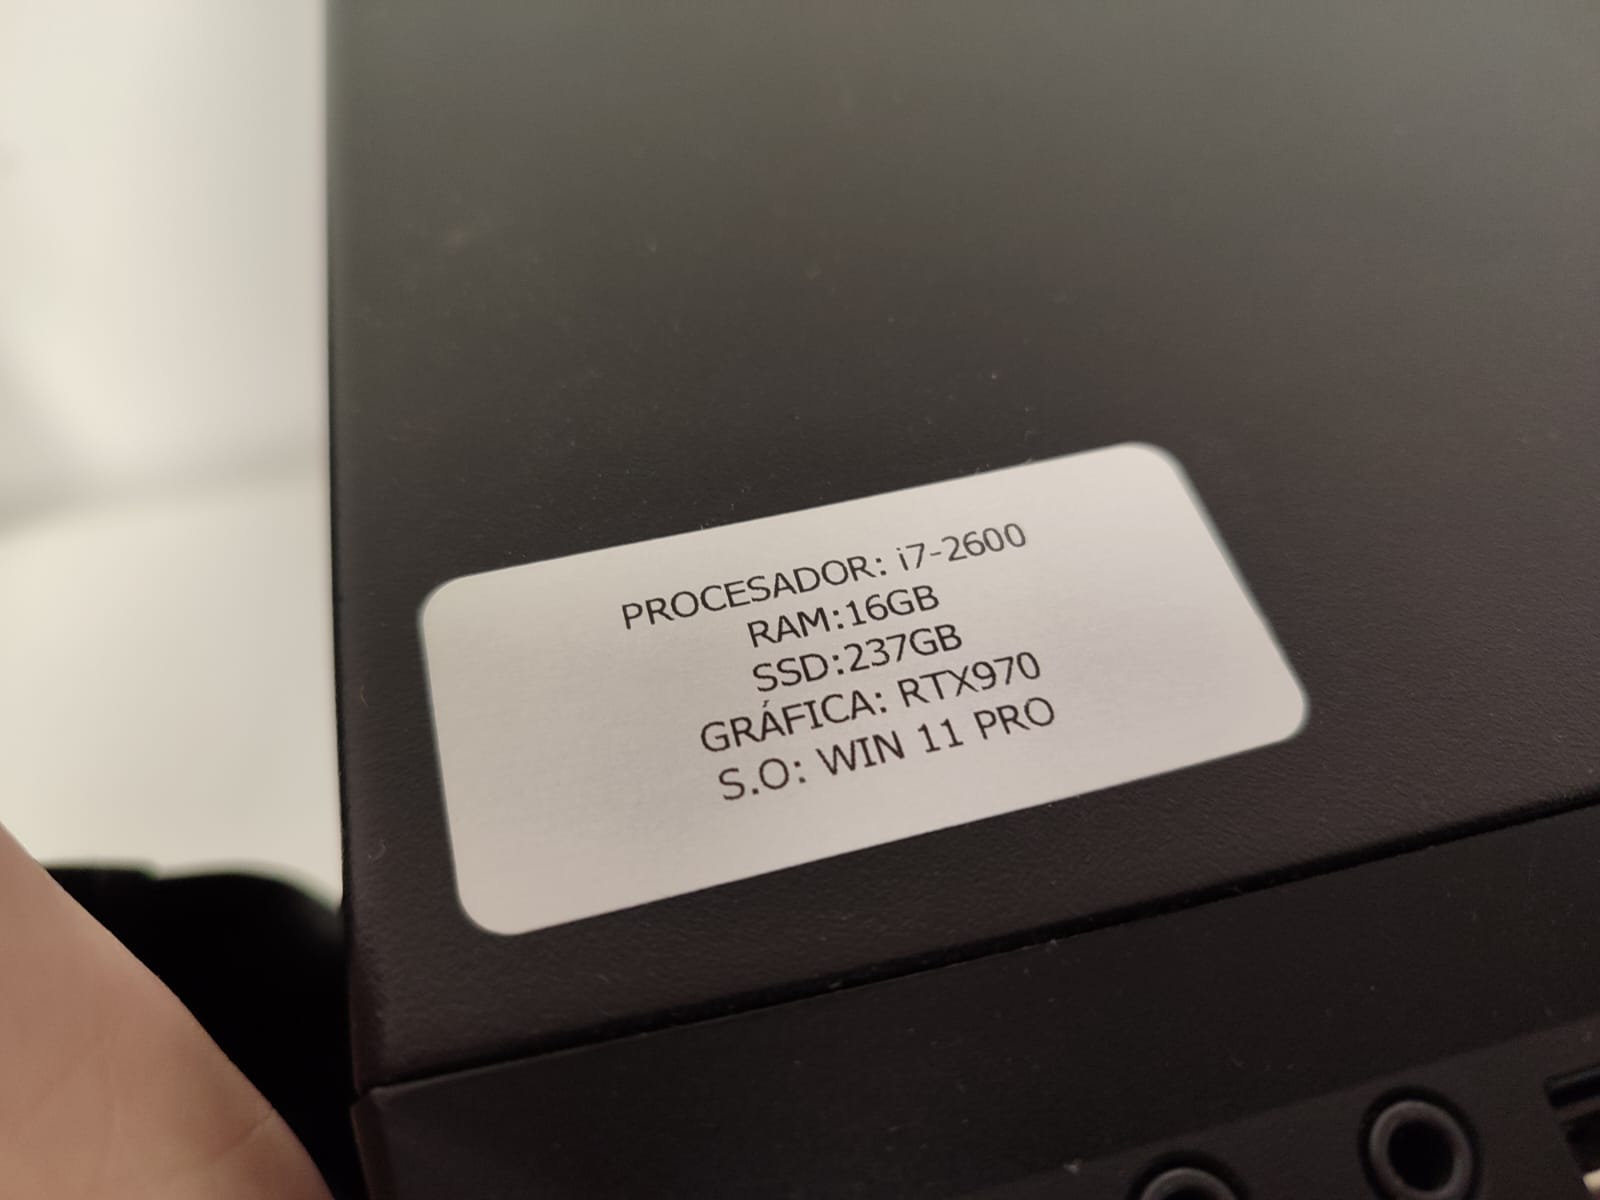 PROCESADOR: i7-2600
RAM:16GB
SSD:237GB
GRÁFICA: RTX970
S.O: WIN 11 PRO